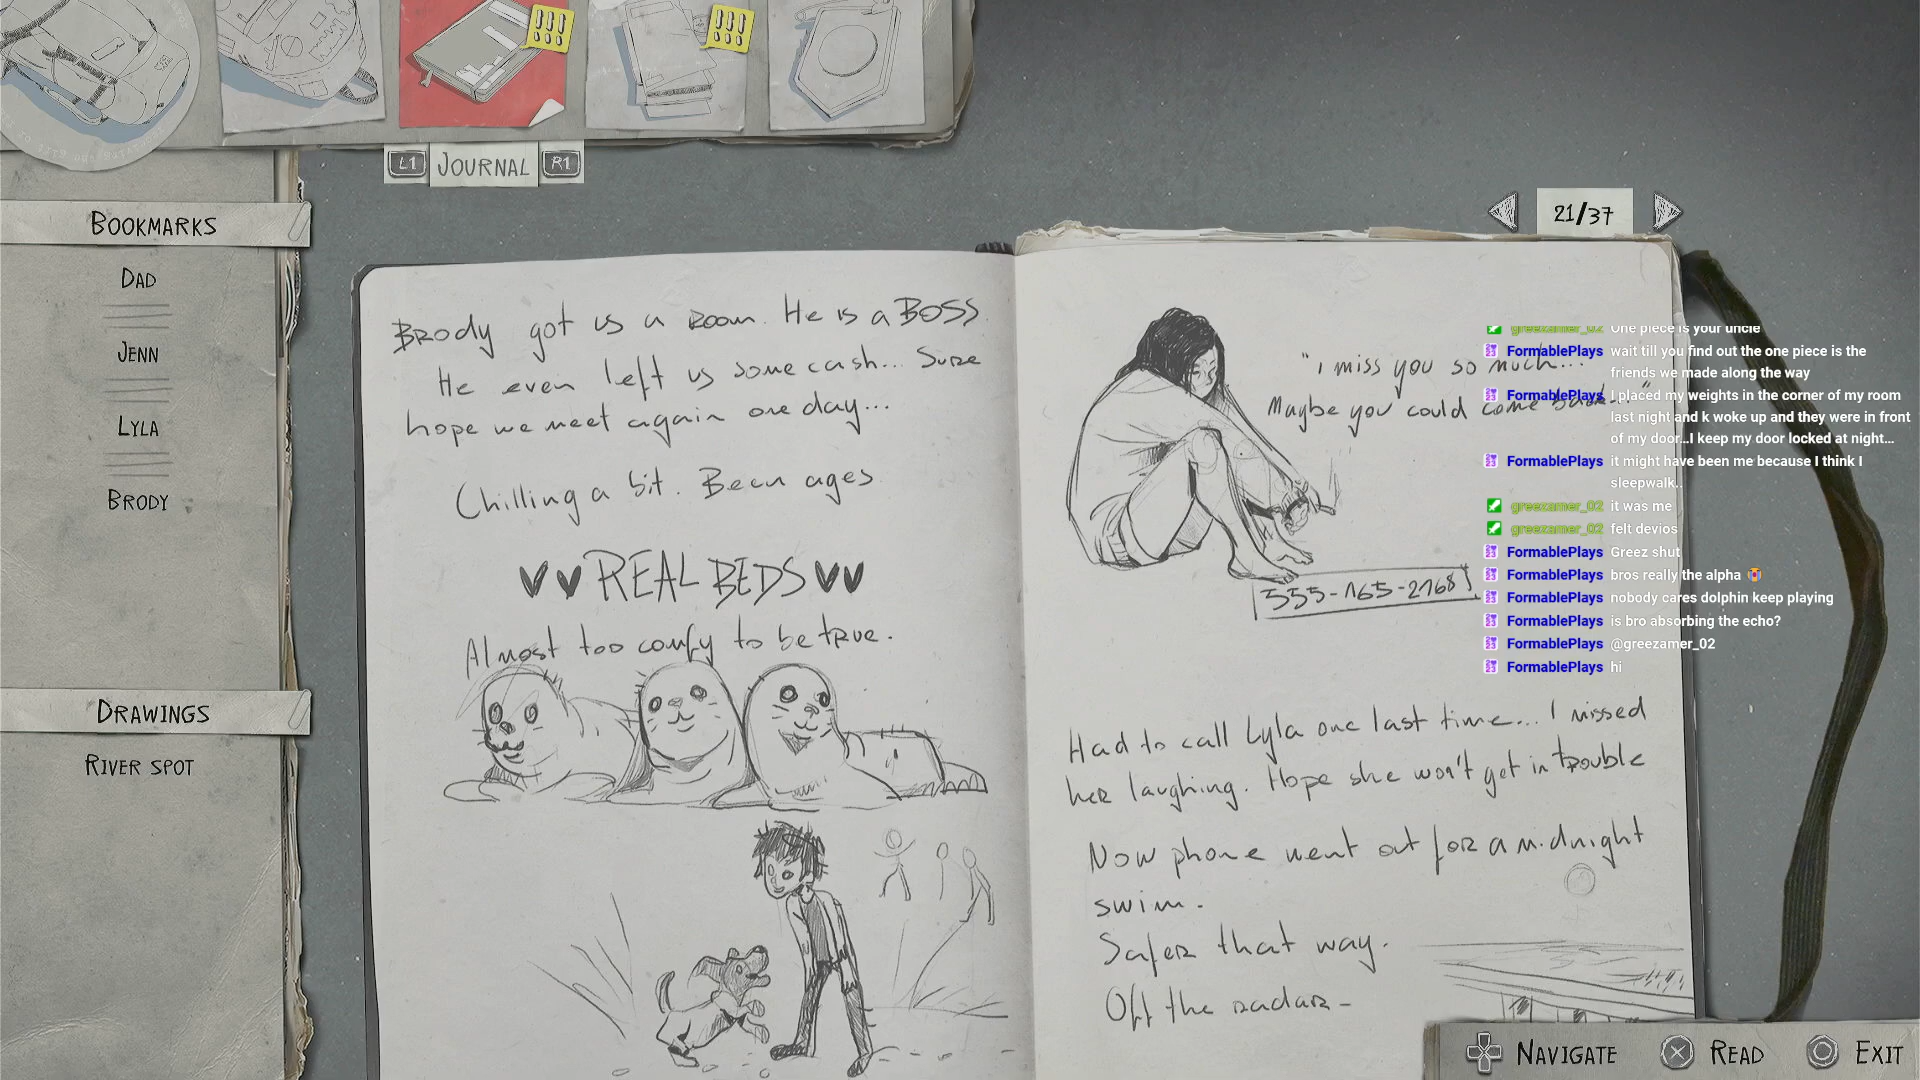 L1 JOURNAL R1
BOOKMARKS
DAD
JENN
LYLA
BRODY
DRAWINGS
RIVER SPOT
21/37
BRODY got us a ROOM. He is a BOSS.
He even left us some cash... Sure
hope we meet again one day...
Chilling a bit. Been ages.
REAL BEDS
Almost too comfy to be true.
"I miss you so much...
Maybe you could come back..."
555-165-2768
Had to call Lyla one last time... I missed
her laughing. Hope she won't get in trouble
Now phone went out for a midnight
swim.
Safer that way.
Off the radar-
greezamer_02 One piece is your uncle
FormablePlays wait till you find out the one piece is the
friends we made along the way
FormablePlays I placed my weights in the corner of my room
last night and k woke up and they were in front
of my door...I keep my door locked at night...
FormablePlays it might have been me because I think I
sleepwalk..
greezamer_02 it was me
greezamer_02 felt devios
FormablePlays Greez shut
FormablePlays bros really the alpha
FormablePlays nobody cares dolphin keep playing
FormablePlays is bro absorbing the echo?
FormablePlays @greezamer_02
FormablePlays hi
NAVIGATE READ EXIT